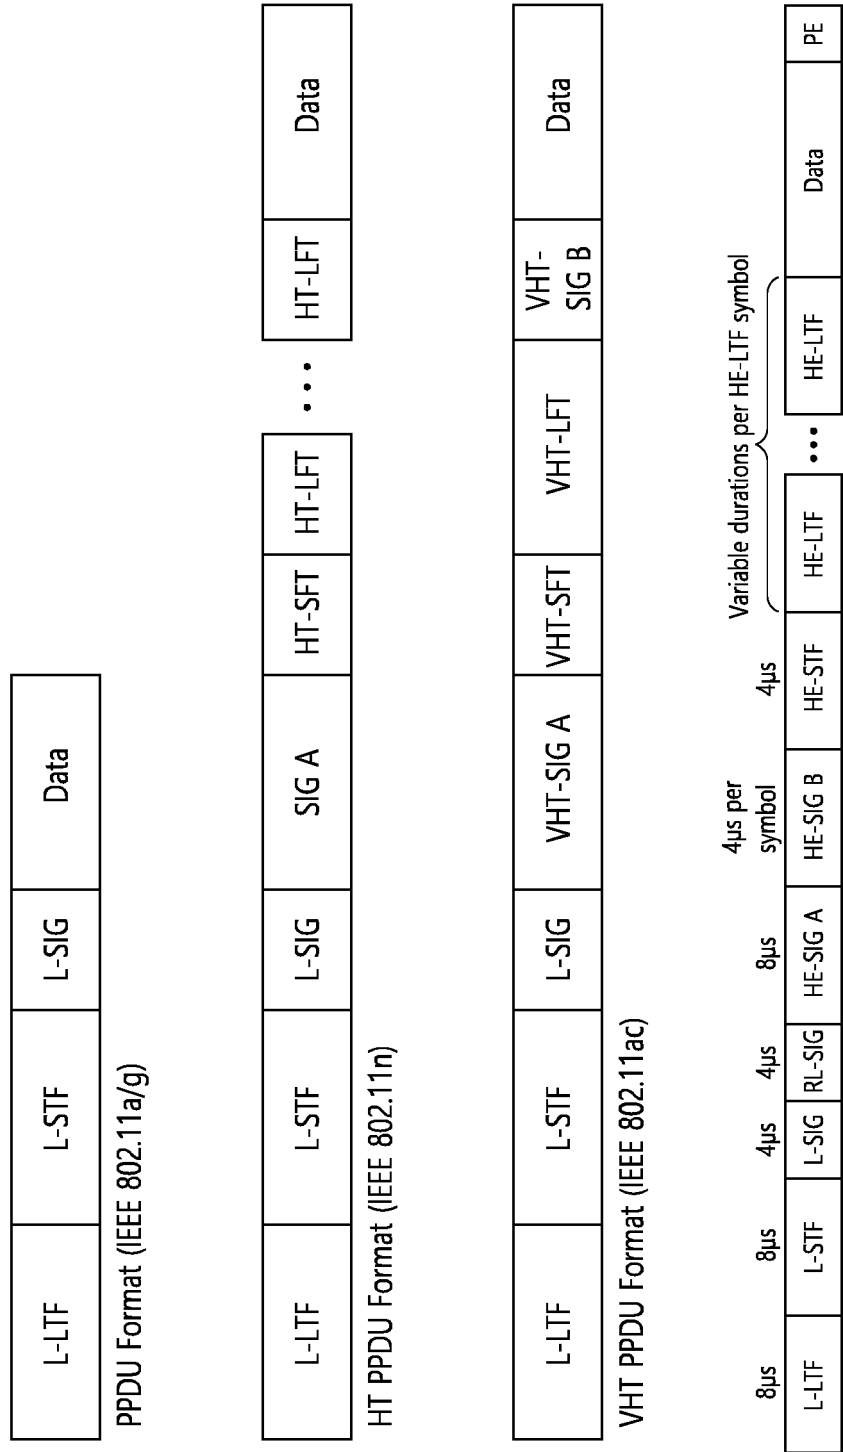 L-LTF
L-STF
L-SIG
Data
PPDU Format (IEEE 802.11a/g)
L-LTF
L-STF
L-SIG
SIG A
HT-SFT
HT-LFT
•••
HT-LFT
Data
HT PPDU Format (IEEE 802.11n)
L-LTF
L-STF
L-SIG
VHT-SIG A
VHT-SFT
VHT-LFT
VHT-
SIG B
Data
VHT PPDU Format (IEEE 802.11ac)
8µs
8µs
4µs
4µs
8µs
4µs per
symbol
4µs
Variable durations per HE-LTF symbol
L-LTF
L-STF
L-SIG
RL-SIG
HE-SIG A
HE-SIG B
HE-STF
HE-LTF
•••
HE-LTF
Data
PE